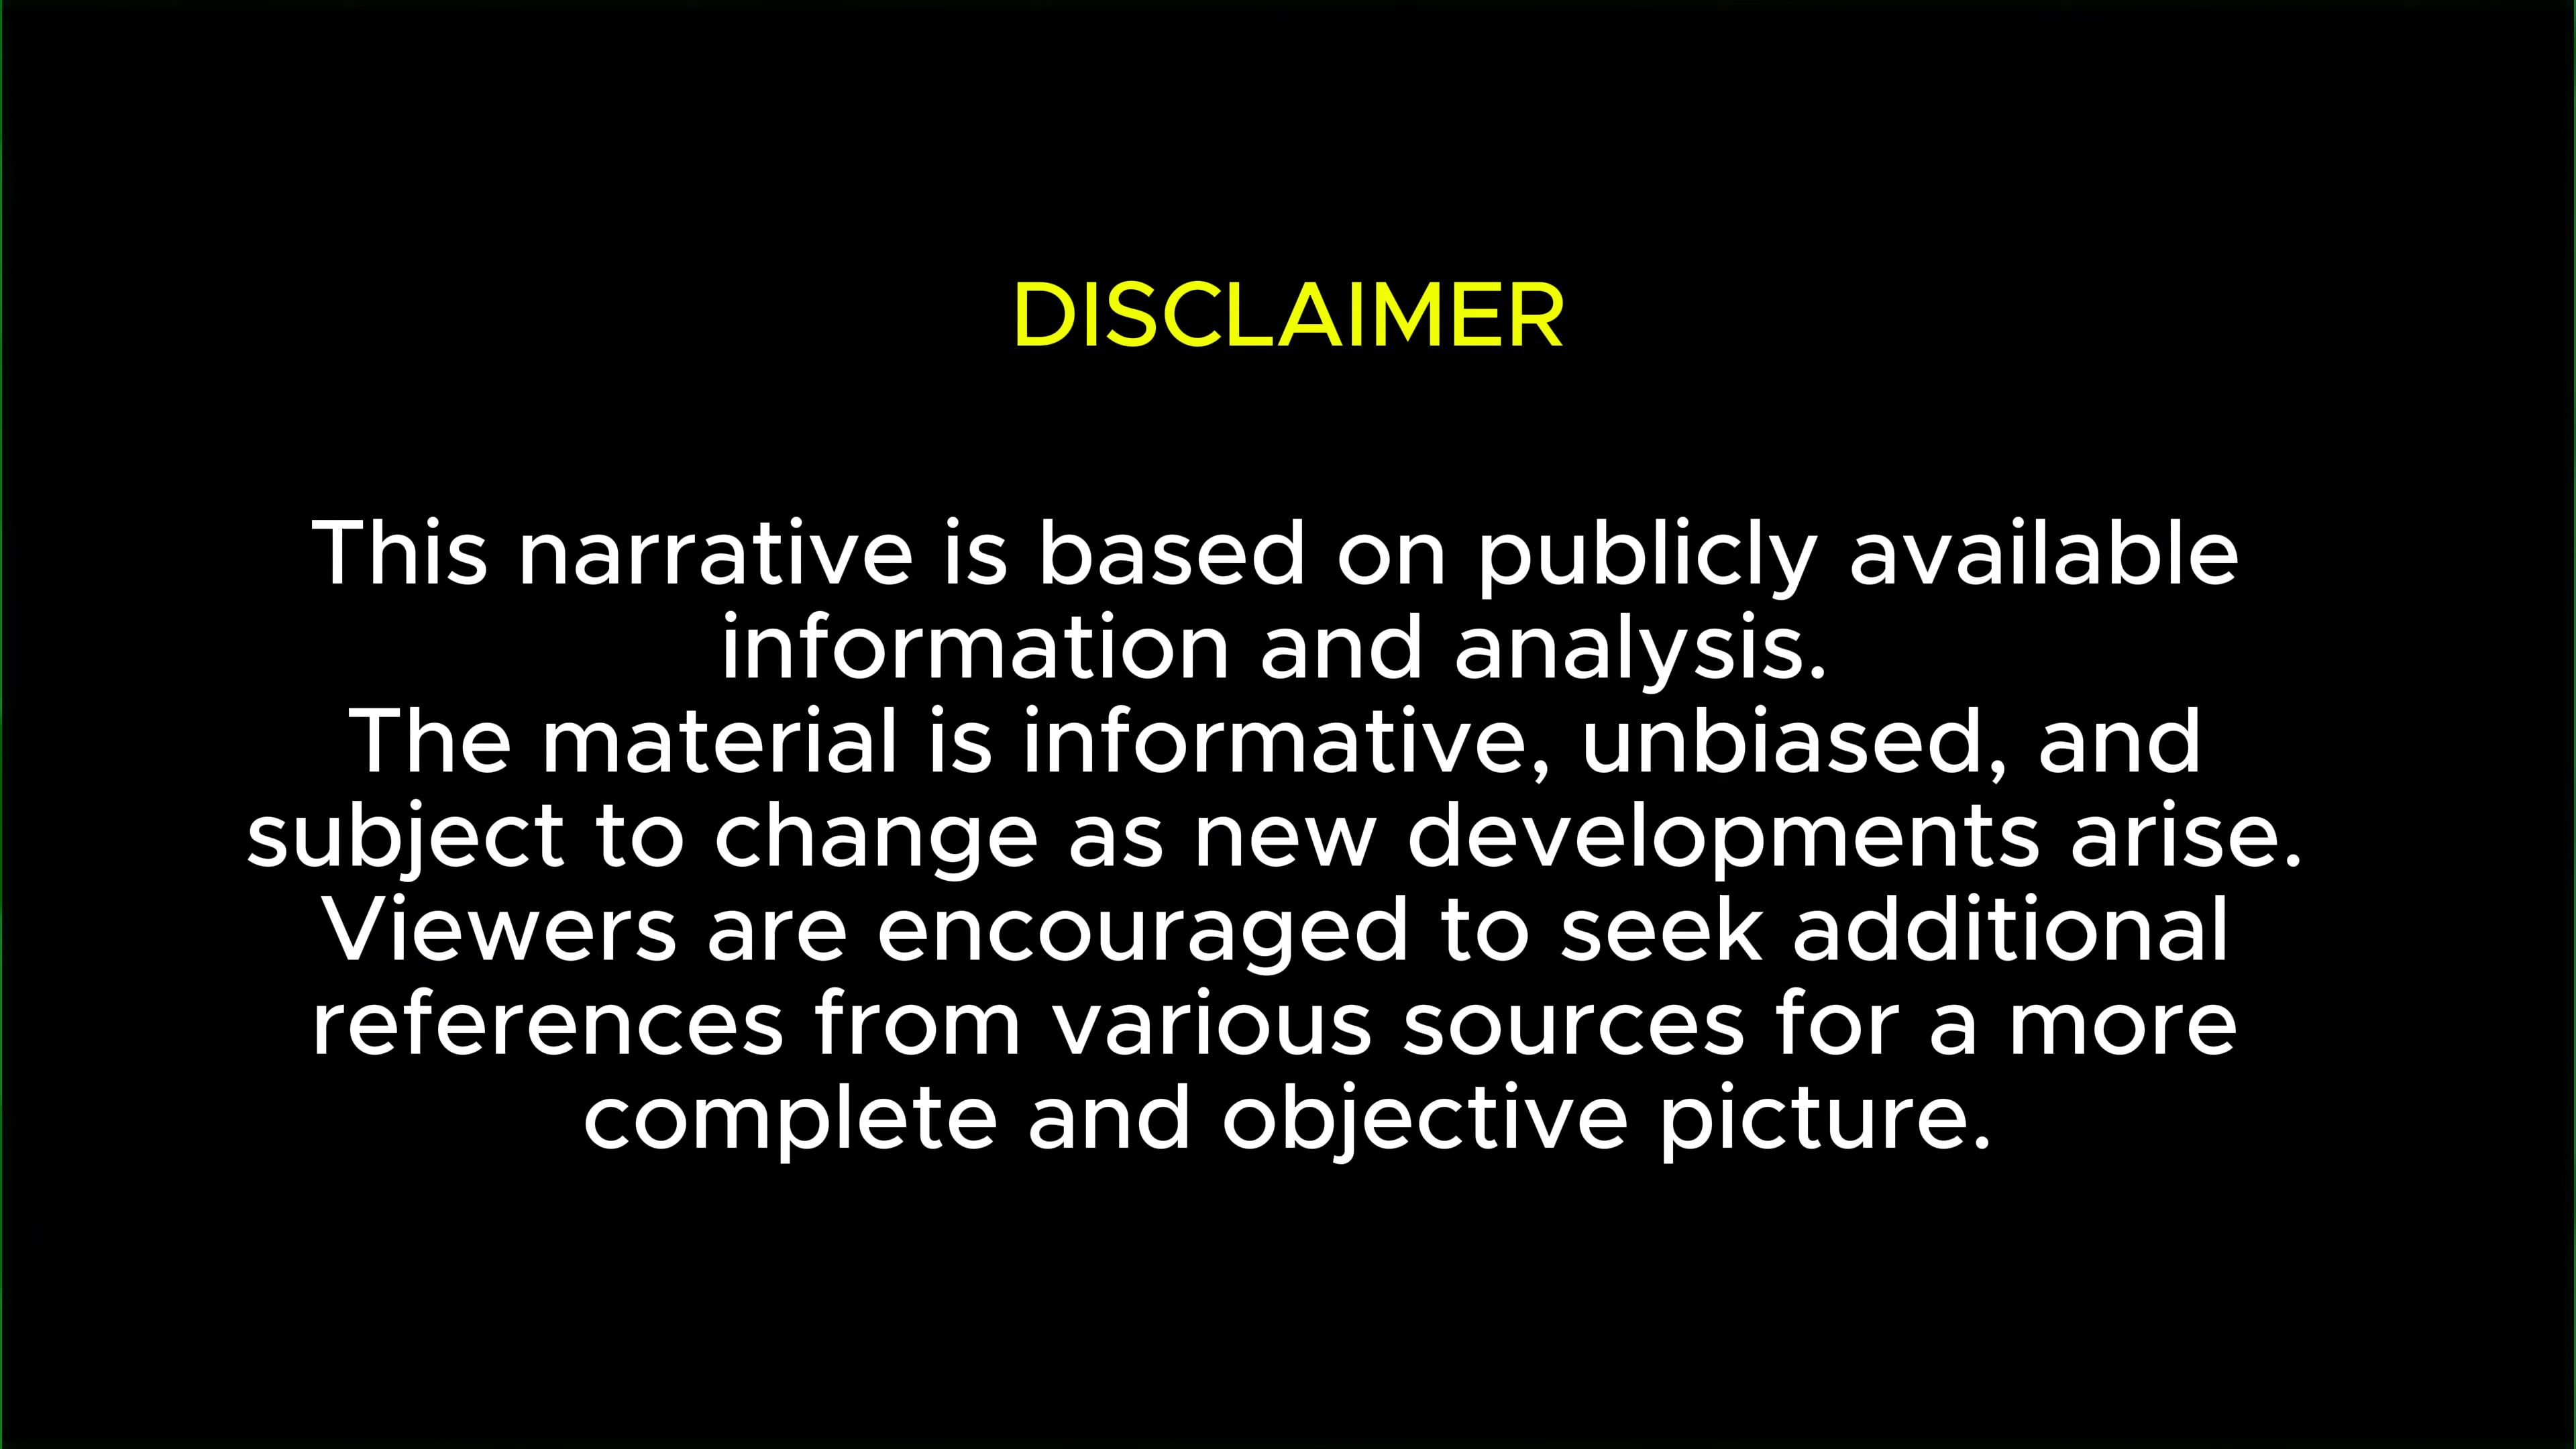 DISCLAIMER
This narrative is based on publicly available
information and analysis.
The material is informative, unbiased, and
subject to change as new developments arise.
Viewers are encouraged to seek additional
references from various sources for a more
complete and objective picture.